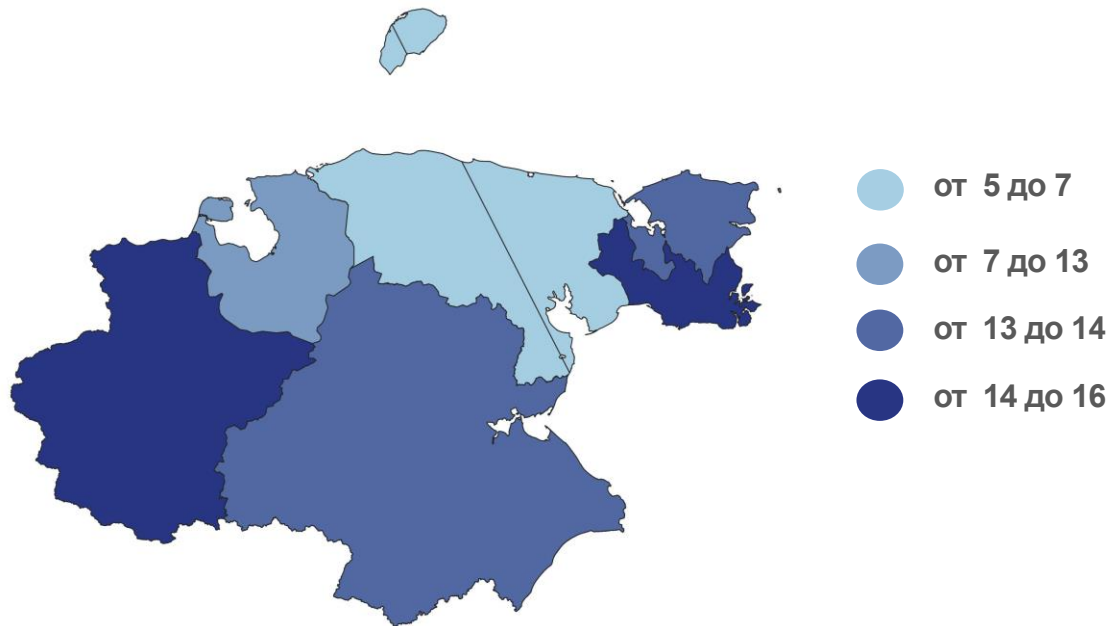 от 5 до 7
от 7 до 13
от 13 до 14
от 14 до 16